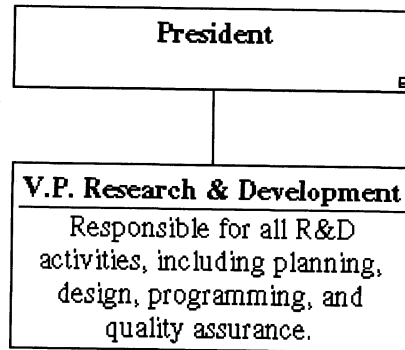 President
V.P. Research & Development
Responsible for all R&D
activities, including planning,
design, programming, and
quality assurance.